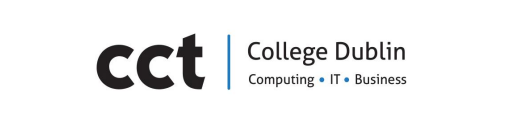 cct
College Dublin
Computing • IT • Business